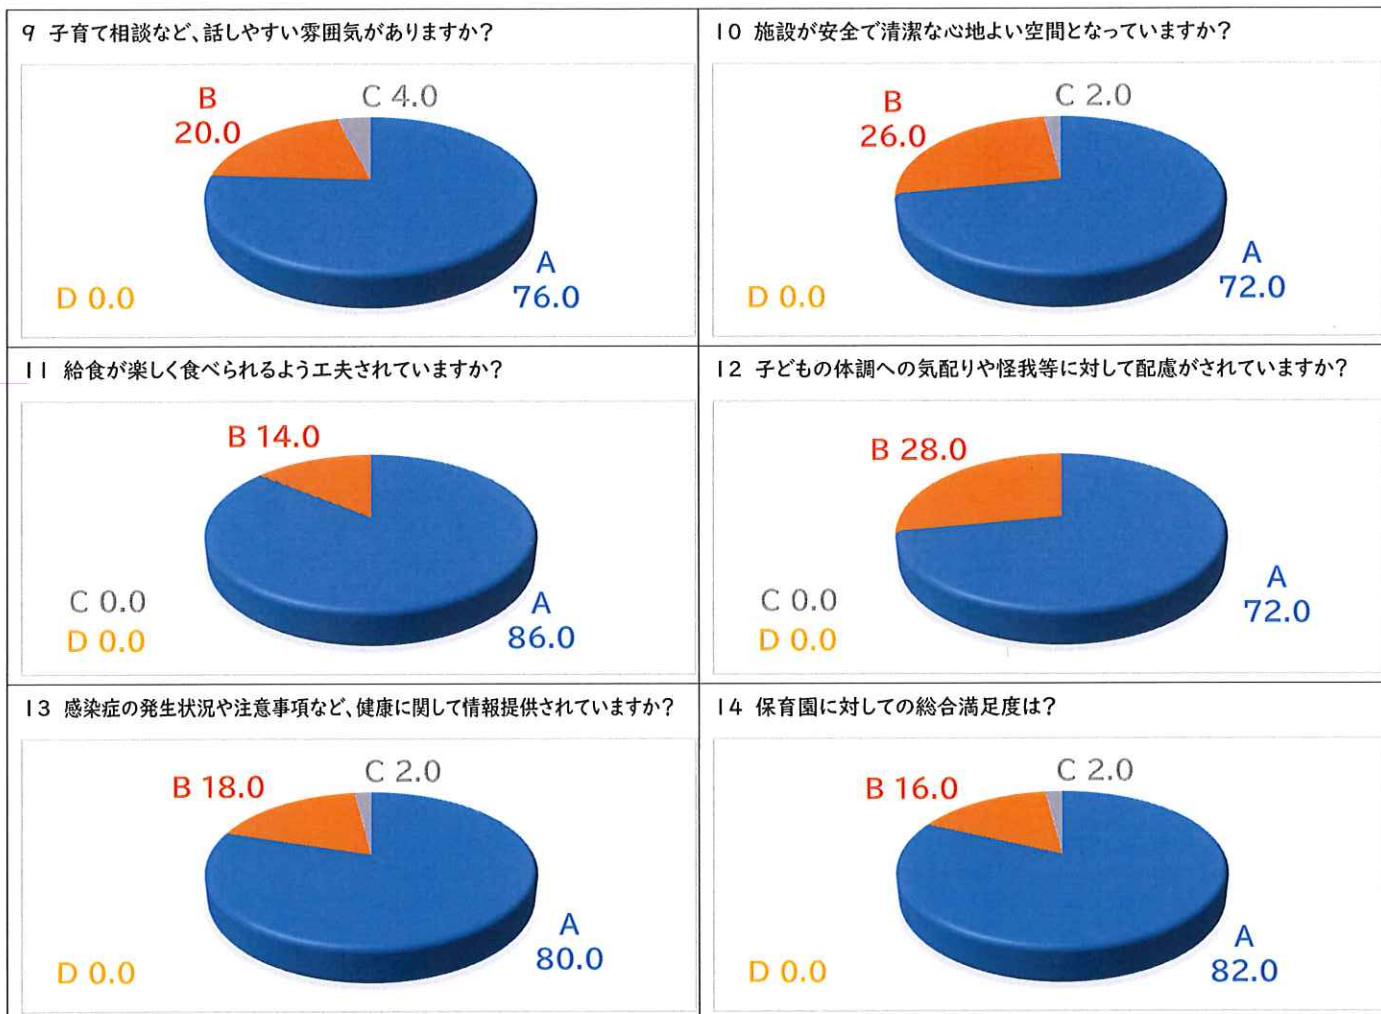 9 子育て相談など、話しやすい雰囲気がありますか？
B
20.0
C 4.0
A
76.0
D 0.0
10 施設が安全で清潔な心地よい空間となっていますか？
B
26.0
C 2.0
A
72.0
D 0.0
11 給食が楽しく食べられるよう工夫されていますか？
B 14.0
C 0.0
D 0.0
A
86.0
12 子どもの体調への気配りや怪我等に対して配慮がされていますか？
B 28.0
C 0.0
D 0.0
A
72.0
13 感染症の発生状況や注意事項など、健康に関して情報提供されていますか？
B 18.0
C 2.0
A
80.0
D 0.0
14 保育園に対しての総合満足度は？
B 16.0
C 2.0
A
82.0
D 0.0